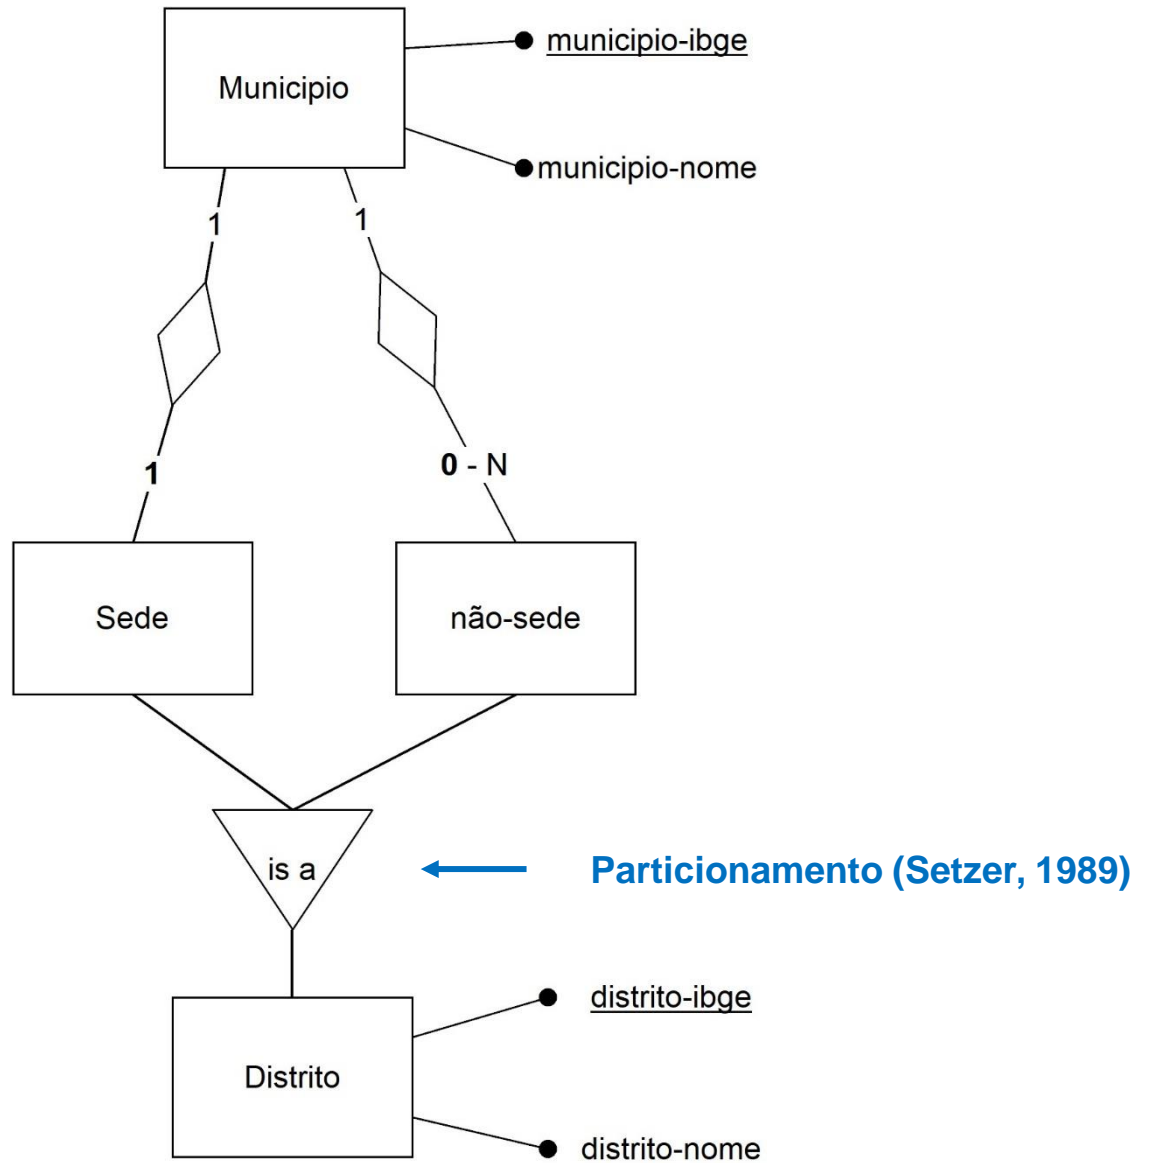 municipio-ibge
Municipio
municipio-nome
1
1
1
0 - N
Sede
não-sede
is a
Particionamento (Setzer, 1989)
distrito-ibge
Distrito
distrito-nome